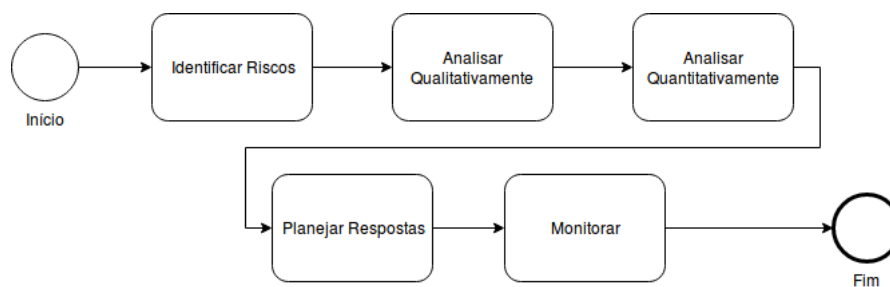 Início
Identificar Riscos
Analisar
Qualitativamente
Analisar
Quantitativamente
Planejar Respostas
Monitorar
Fim